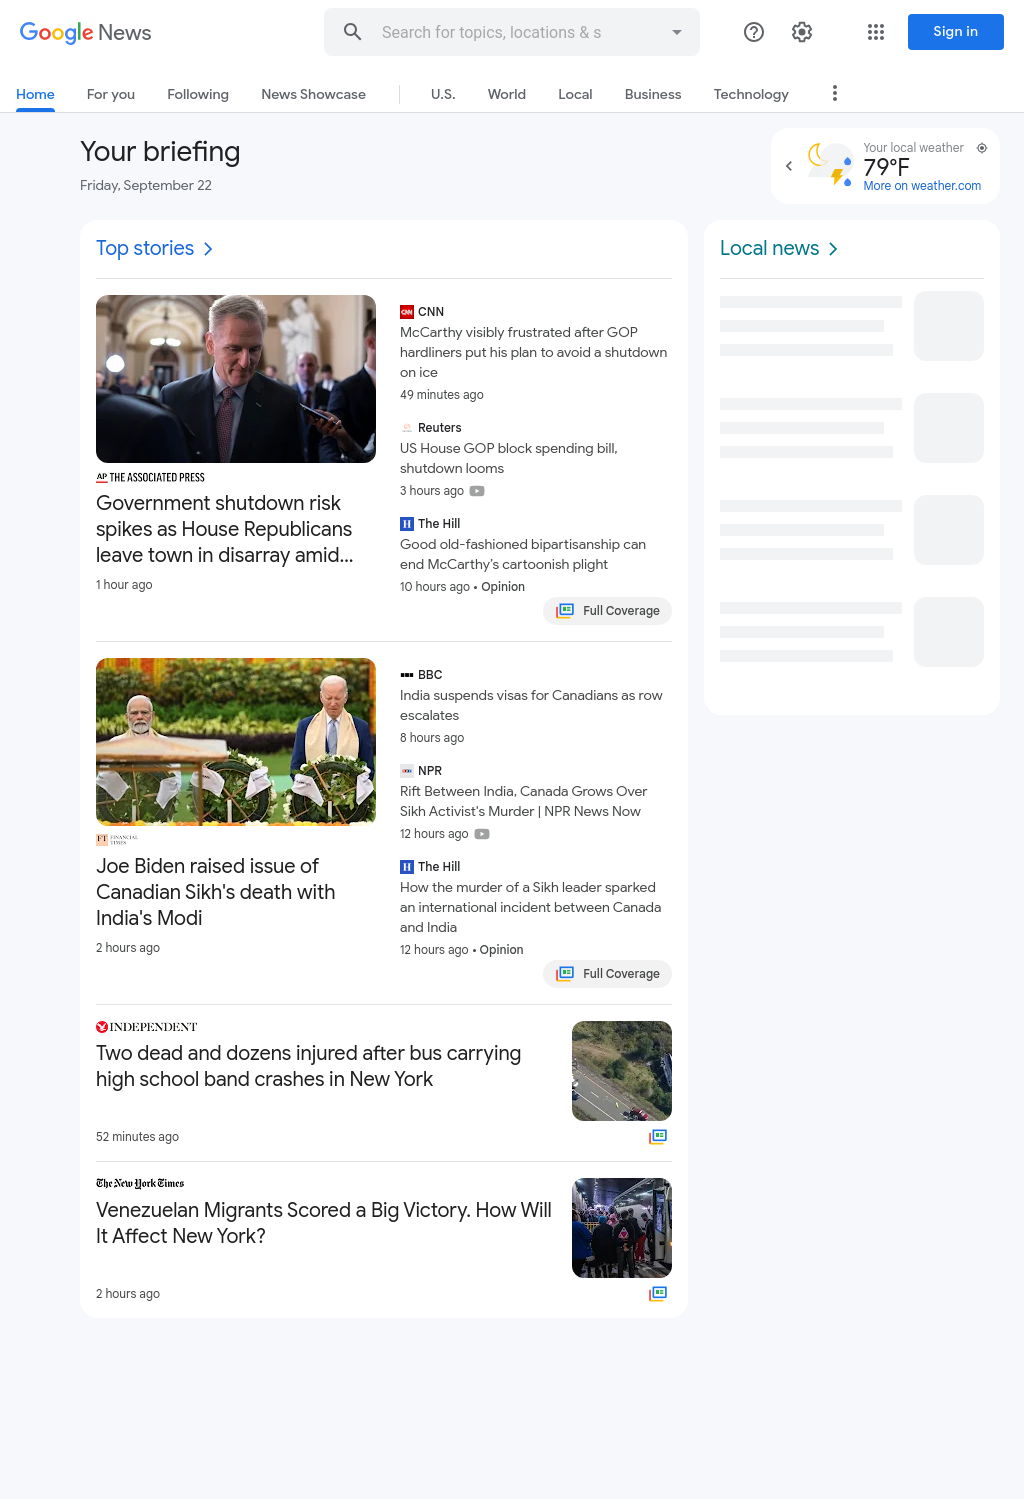 Google News
Search for topics, locations & s
Sign in
Home
For you
Following
News Showcase
U.S.
World
Local
Business
Technology
Your briefing
Friday, September 22
Your local weather
79°F
More on weather.com
Top stories
THE ASSOCIATED PRESS
Government shutdown risk
spikes as House Republicans
leave town in disarray amid...
1 hour ago
CNN
McCarthy visibly frustrated after GOP
hardliners put his plan to avoid a shutdown
on ice
49 minutes ago
Reuters
US House GOP block spending bill,
shutdown looms
3 hours ago
The Hill
Good old-fashioned bipartisanship can
end McCarthy's cartoonish plight
10 hours ago • Opinion
Full Coverage
FT FINANCIAL
TIMES
Joe Biden raised issue of
Canadian Sikh's death with
India's Modi
2 hours ago
BBC
India suspends visas for Canadians as row
escalates
8 hours ago
NPR
Rift Between India, Canada Grows Over
Sikh Activist's Murder | NPR News Now
12 hours ago
The Hill
How the murder of a Sikh leader sparked
an international incident between Canada
and India
12 hours ago • Opinion
Full Coverage
INDEPENDENT
Two dead and dozens injured after bus carrying
high school band crashes in New York
52 minutes ago
The New York Times
Venezuelan Migrants Scored a Big Victory. How Will
It Affect New York?
2 hours ago
Local news